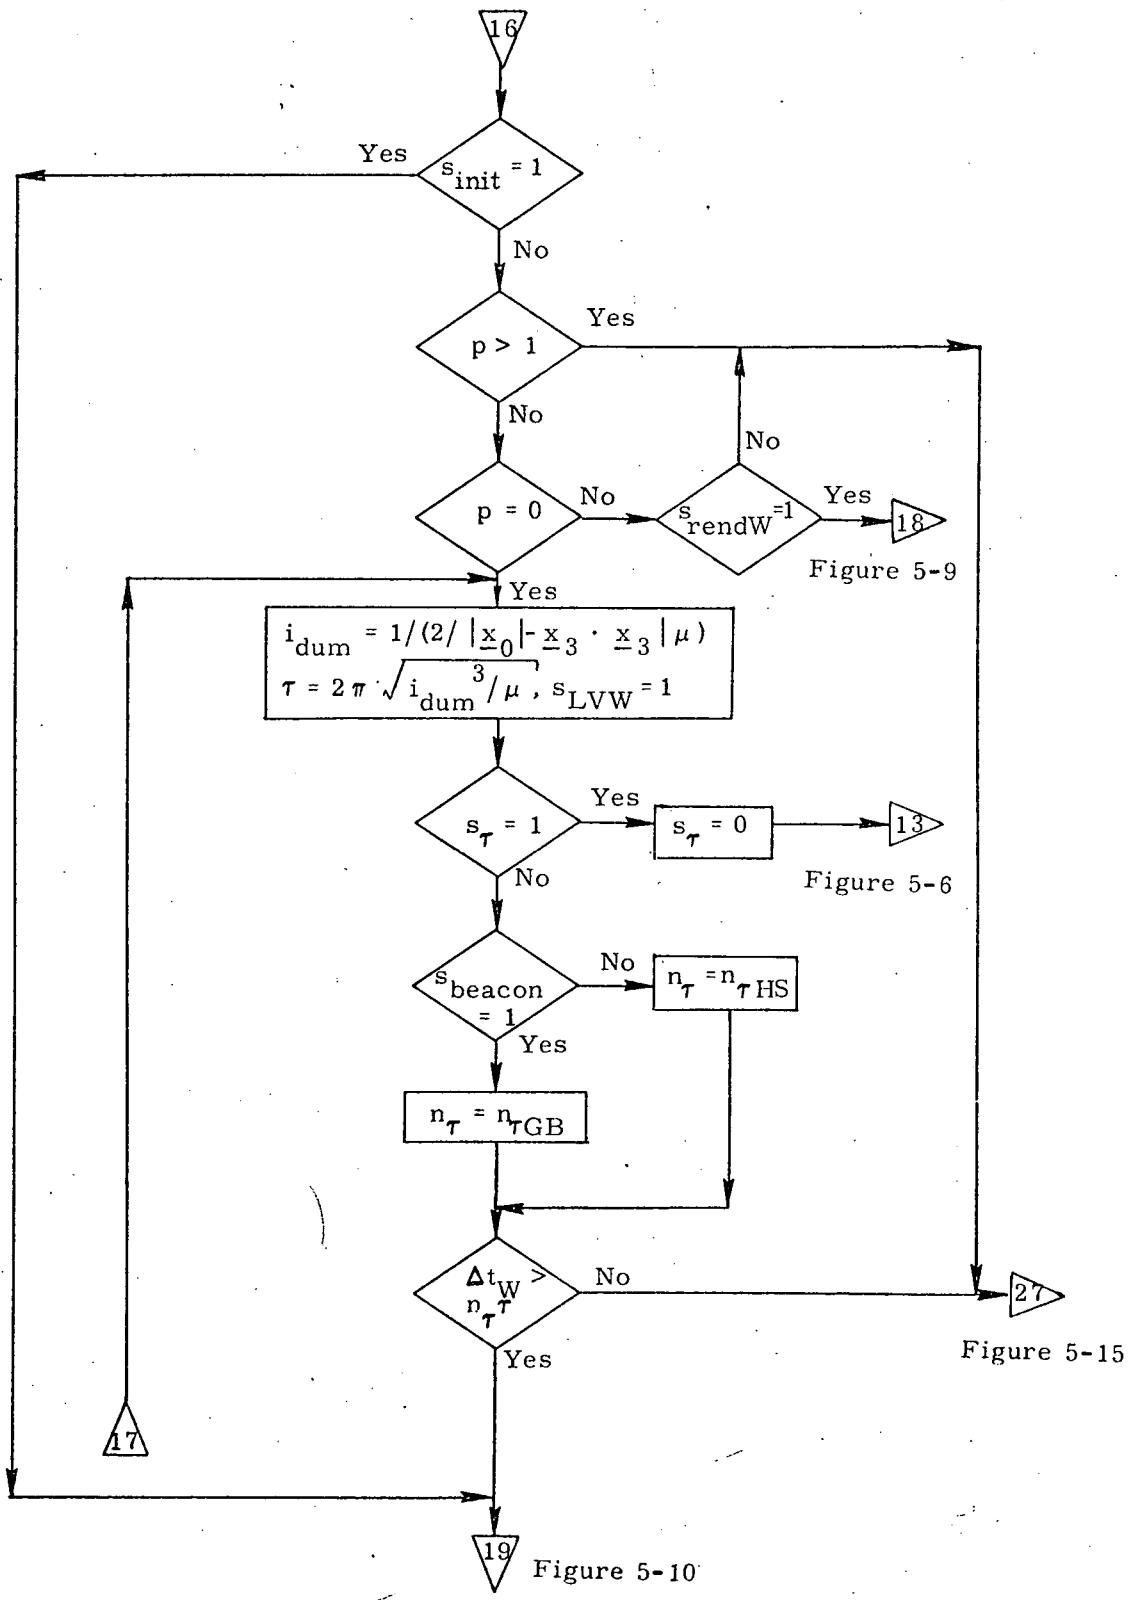 16
Yes
s_init = 1
No
p > 1
Yes
No
No
p = 0
No
s_rendW =1
Yes
18
Figure 5-9
Yes
i_dum = 1/(2/ |x_0|-x_3 · x_3 | μ)
τ = 2 π √i_dum^3/μ , s_LVW = 1
s_τ = 1
Yes
s_τ = 0
13
Figure 5-6
No
s_beacon
= 1
No
n_τ = n_τHS
Yes
n_τ = n_τGB
Δt_W >
n_τ τ
No
27
Figure 5-15
Yes
17
19
Figure 5-10